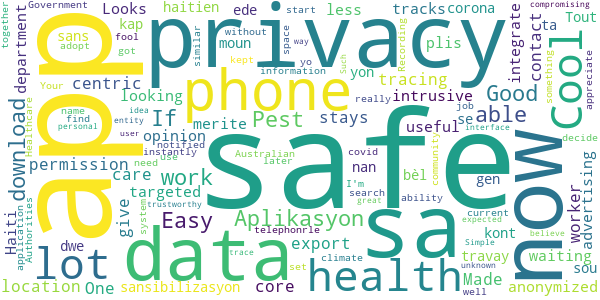 Government
together
adopt
sans
Looks
department
haitien
kap
fool
got
Your
name
find
personal
Healthcare
centric
If
opinion
permission
app
download
privacy
ede
less
tracks
corona
start
similar
without
space
moun
plis
information
yo
way
kept
yon
phone
tracing
Recording
intrusive
Good
able
integrate
contact
compromising
Such
Tout
ta
appreciate
something
cool
looking
merite
Pest
stays
useful
really
job
se
idea
entity
user
notified
instantly
Australian
later
covid
nan
community
interface
decide
care
work
targeted
need
use
I'm
search
great
bèl
ability
gen
current
expected
trustworthy
safe
now
advertising
worker
Haiti
application
Authorities
give
Easy
Aplikasyon
system
telephonrle
sa
Simple
believe
kont
dwe
data
export
trace
climate
set
health
unknown
travay
waiting
sou
lot
location
One
sansibilizasyon
core
Made
well
anonymized